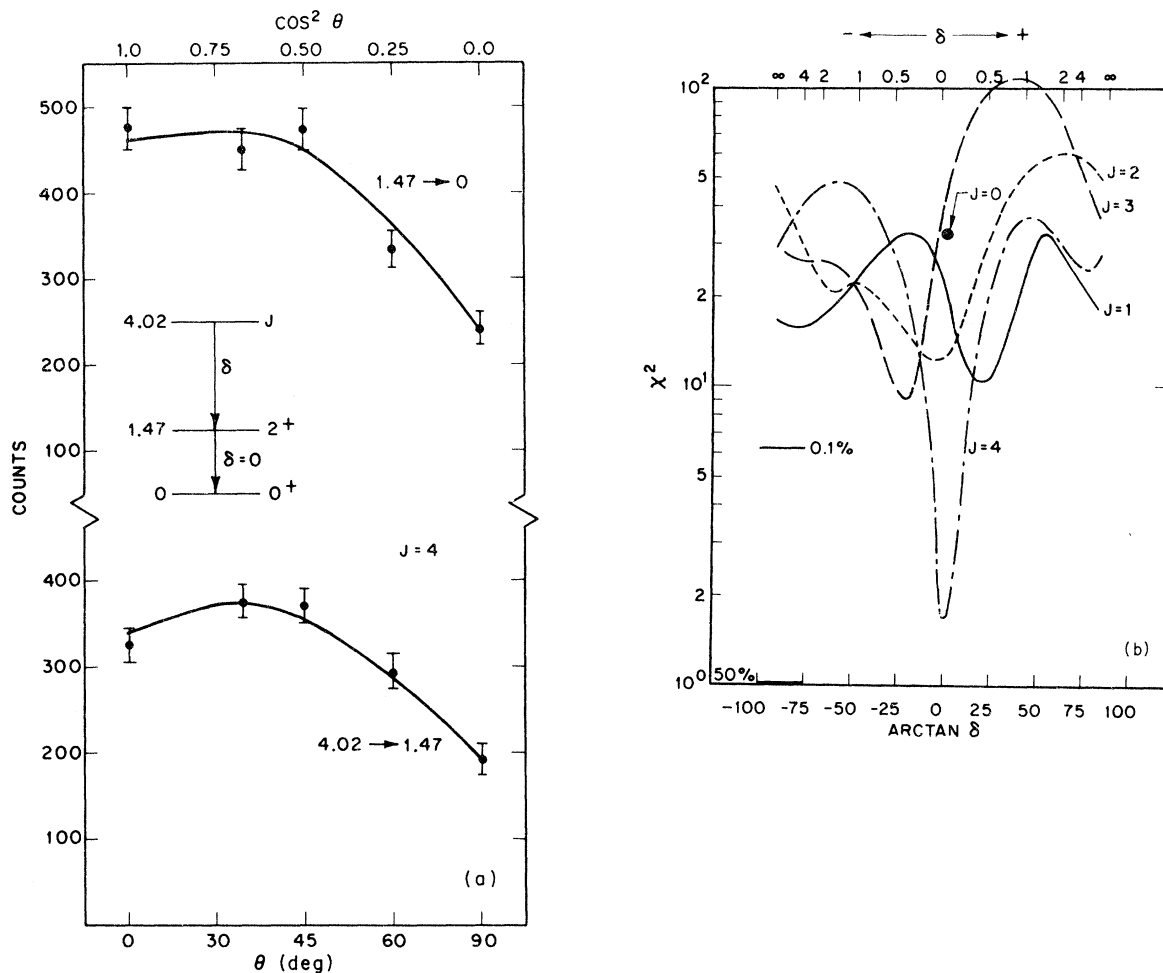 COS² θ
1.0 0.75 0.50 0.25 0.0
500
400
300
200
100
COUNTS
1.47 → 0
4.02 J
δ
1.47 2⁺
δ=0
0 0⁺
J = 4
400
300
200
100
4.02 → 1.47
(a)
0 30 45 60 90
θ (deg)
- δ +
∞ 4 2 1 0.5 0 0.5 1 2 4 ∞
10²
5
2
10¹
5
2
10⁰
χ²
J=0
J=2
J=3
J=1
J=4
0.1%
50%
(b)
-100 -75 -50 -25 0 25 50 75 100
ARCTAN δ